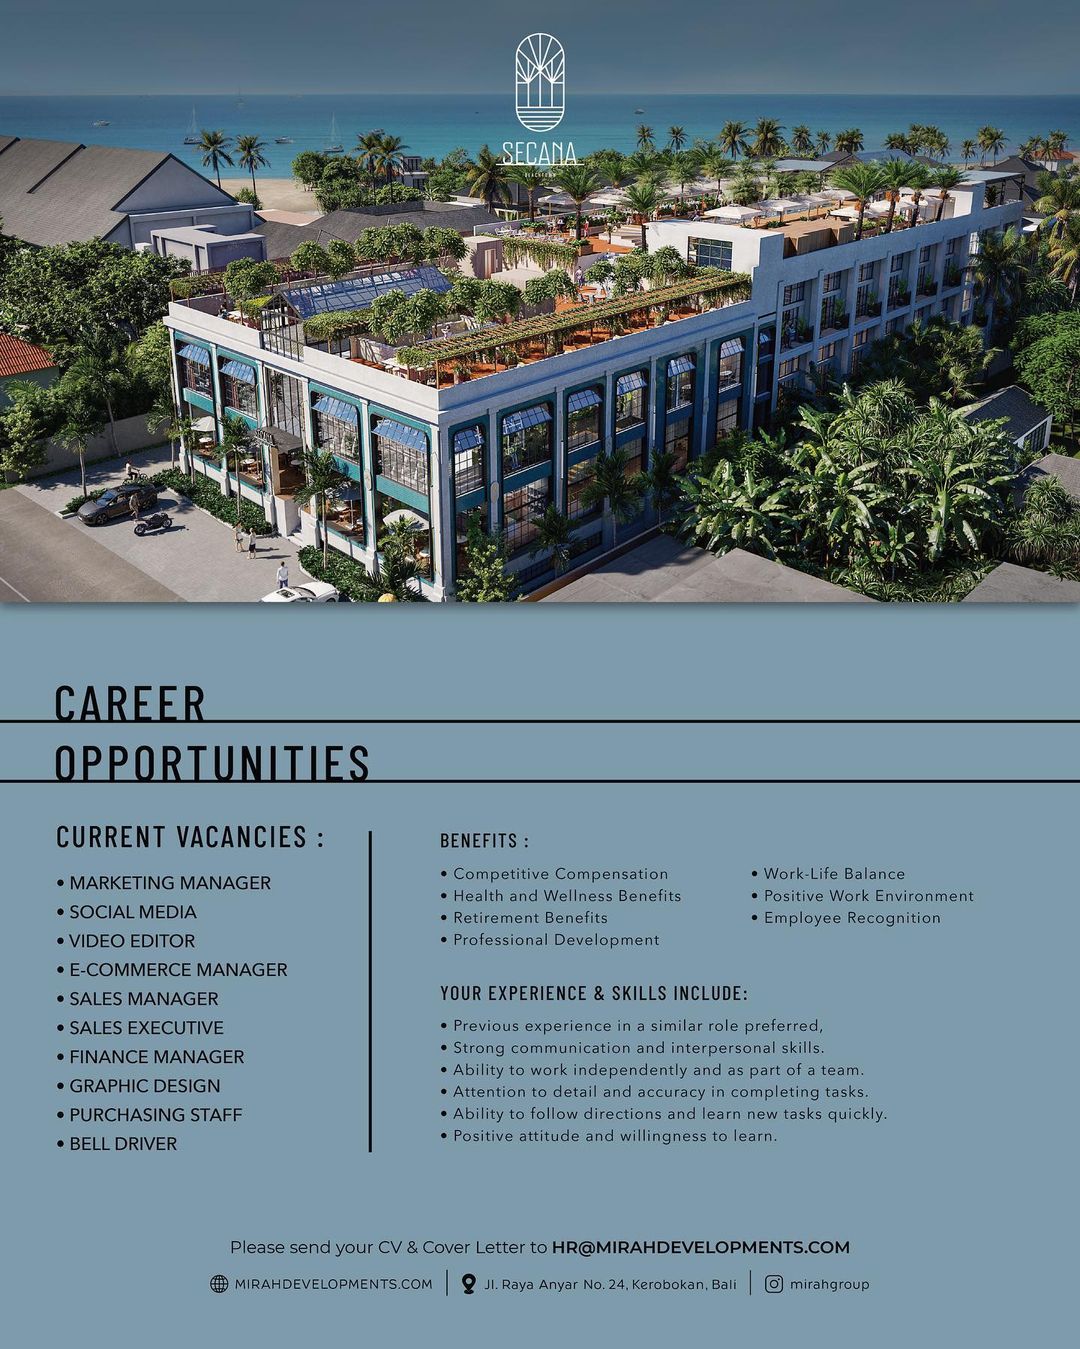 SECANA
BEACHTOWN
CAREER
OPPORTUNITIES
CURRENT VACANCIES :
• MARKETING MANAGER
• SOCIAL MEDIA
• VIDEO EDITOR
• E-COMMERCE MANAGER
• SALES MANAGER
• SALES EXECUTIVE
• FINANCE MANAGER
• GRAPHIC DESIGN
• PURCHASING STAFF
• BELL DRIVER
BENEFITS :
• Competitive Compensation
• Health and Wellness Benefits
• Retirement Benefits
• Professional Development
• Work-Life Balance
• Positive Work Environment
• Employee Recognition
YOUR EXPERIENCE & SKILLS INCLUDE:
• Previous experience in a similar role preferred,
• Strong communication and interpersonal skills.
• Ability to work independently and as part of a team.
• Attention to detail and accuracy in completing tasks.
• Ability to follow directions and learn new tasks quickly.
• Positive attitude and willingness to learn.
Please send your CV & Cover Letter to HR@MIRAHDEVELOPMENTS.COM
MIRAHDEVELOPMENTS.COM | Jl. Raya Anyar No. 24, Kerobokan, Bali | mirahgroup